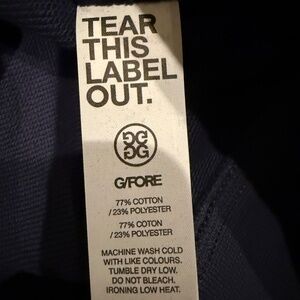 TEAR
THIS
LABEL
OUT.
G/FORE
77% COTTON
/ 23% POLYESTER
77% COTON
/ 23% POLYESTER
MACHINE WASH COLD
WITH LIKE COLOURS.
TUMBLE DRY LOW.
DO NOT BLEACH.
IRONING LOW HEAT.